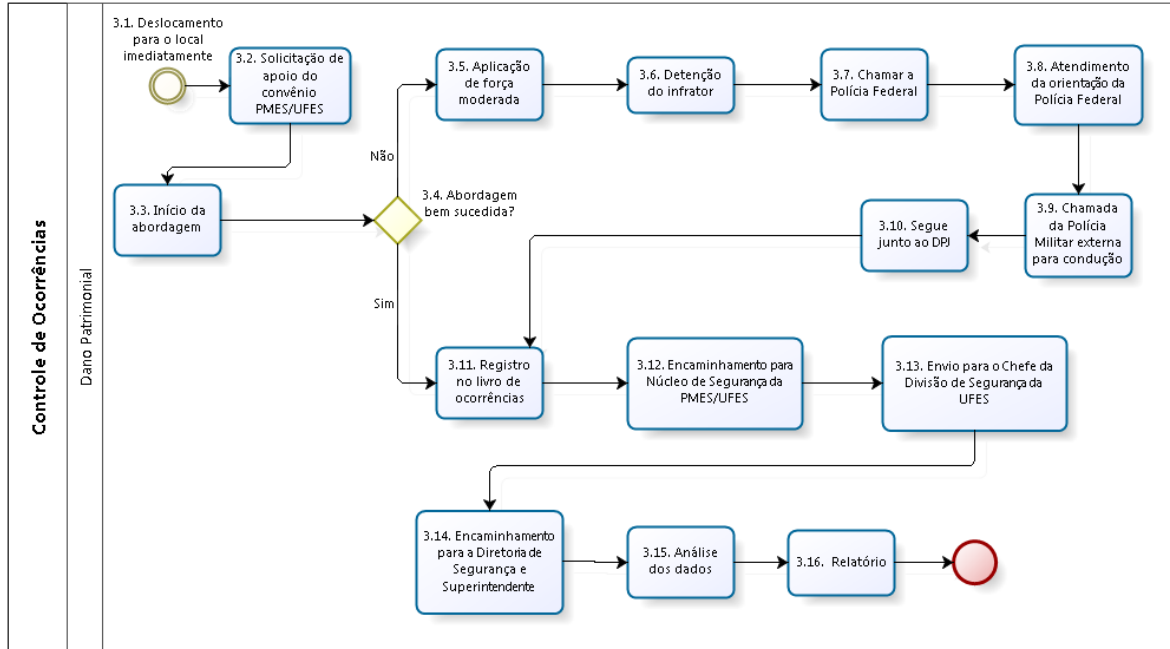 Controle de Ocorrências
Dano Patrimonial
3.1. Deslocamento
para o local
imediatamente
3.2. Solicitação de
apoio do
convênio
PMES/UFES
3.3. Início da
abordagem
3.4. Abordagem
bem sucedida?
Não
Sim
3.5. Aplicação
de força
moderada
3.6. Detenção
do infrator
3.7. Chamar a
Polícia Federal
3.8. Atendimento
da orientação da
Polícia Federal
3.9. Chamada
da Polícia
Militar externa
para condução
3.10. Segue
junto ao DPJ
3.11. Registro
no livro de
ocorrências
3.12. Encaminhamento para
Núcleo de Segurança da
PMES/UFES
3.13. Envio para o Chefe da
Divisão de Segurança da
UFES
3.14. Encaminhamento
para a Diretoria de
Segurança e
Superintendente
3.15. Análise
dos dados
3.16. Relatório